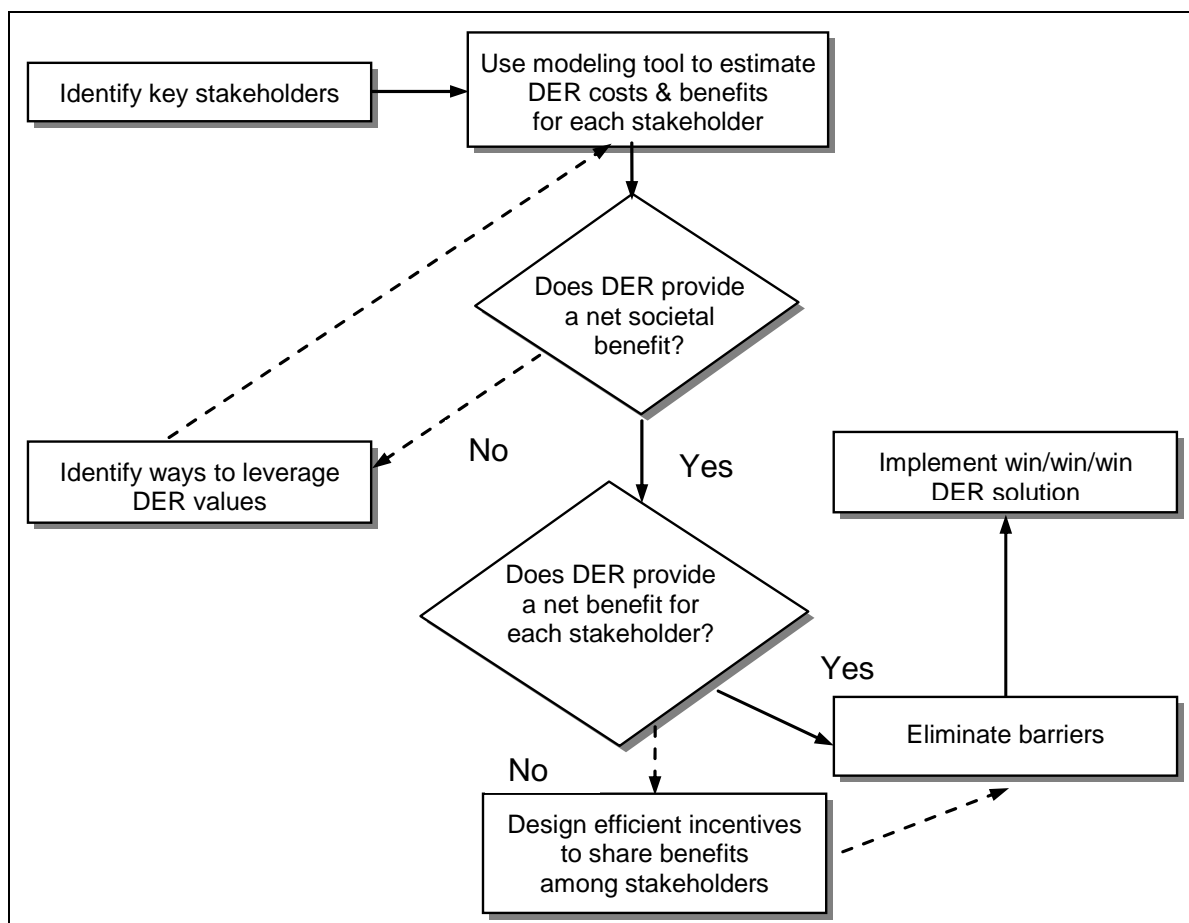 Identify key stakeholders
Use modeling tool to estimate
DER costs & benefits
for each stakeholder
Does DER provide
a net societal
benefit?
No
Yes
Identify ways to leverage
DER values
Implement win/win/win
DER solution
Does DER provide
a net benefit for
each stakeholder?
Yes
Eliminate barriers
No
Design efficient incentives
to share benefits
among stakeholders